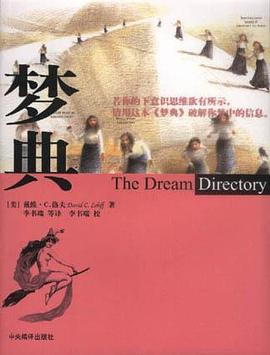 梦典
若你的下意识思维欲有所示，
请用这本《梦典》破解你梦中的信息。
The Dream Directory
[美] 戴维·C.洛夫 David C. Lohff 著
李书瑞 等译 李书瑞 校
中央编译出版社